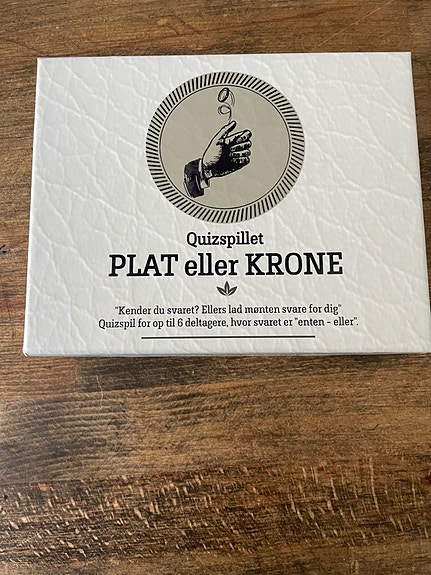 Quizspillet
PLAT eller KRONE
"Kender du svaret? Ellers lad mønten svare for dig"
Quizspil for op til 6 deltagere, hvor svaret er "enten - eller".